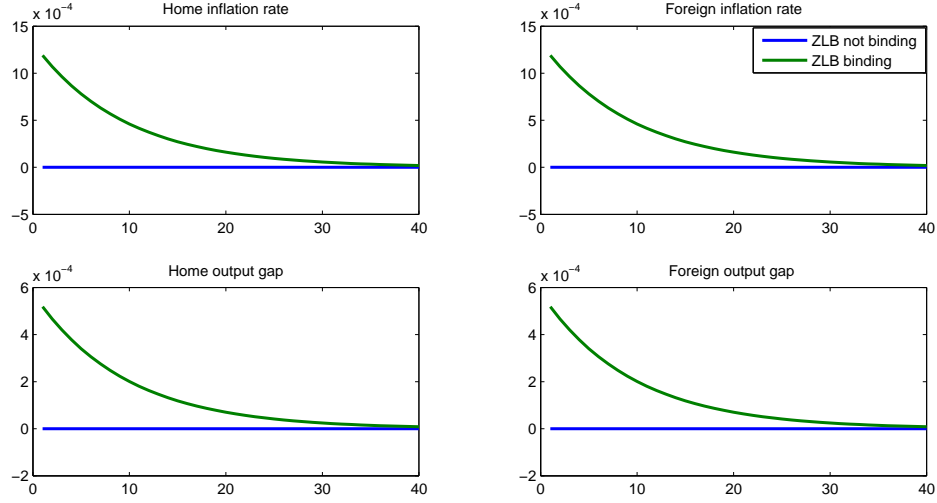 Home inflation rate
Foreign inflation rate
x 10⁻⁴
15
10
5
0
−5
0 10 20 30 40
x 10⁻⁴
15
10
5
0
−5
0 10 20 30 40
ZLB not binding
ZLB binding
Home output gap
Foreign output gap
x 10⁻⁴
6
4
2
0
−2
0 10 20 30 40
x 10⁻⁴
6
4
2
0
−2
0 10 20 30 40